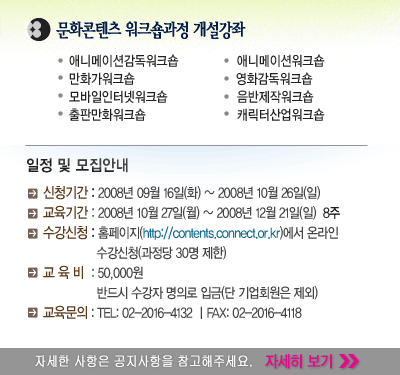 3 문화콘텐츠 워크숍과정 개설강좌
• 애니메이션감독워크숍 • 애니메이션워크숍
• 만화가워크숍 • 영화감독워크숍
• 모바일인터넷워크숍 • 음반제작워크숍
• 출판만화워크숍 • 캐릭터산업워크숍
일정 및 모집안내
신청기간 : 2008년 09월 16일(화) ~ 2008년 10월 26일(일)
교육기간 : 2008년 10월 27일(월) ~ 2008년 12월 21일(일) 8주
수강신청 : 홈페이지(http://contents.connect.or.kr)에서 온라인
수강신청(과정당 30명 제한)
교 육 비 : 50,000원
반드시 수강자 명의로 입금(단 기업회원은 제외)
교육문의 : TEL: 02-2016-4132 | FAX: 02-2016-4118
자세한 사항은 공지사항을 참고해주세요. 자세히 보기